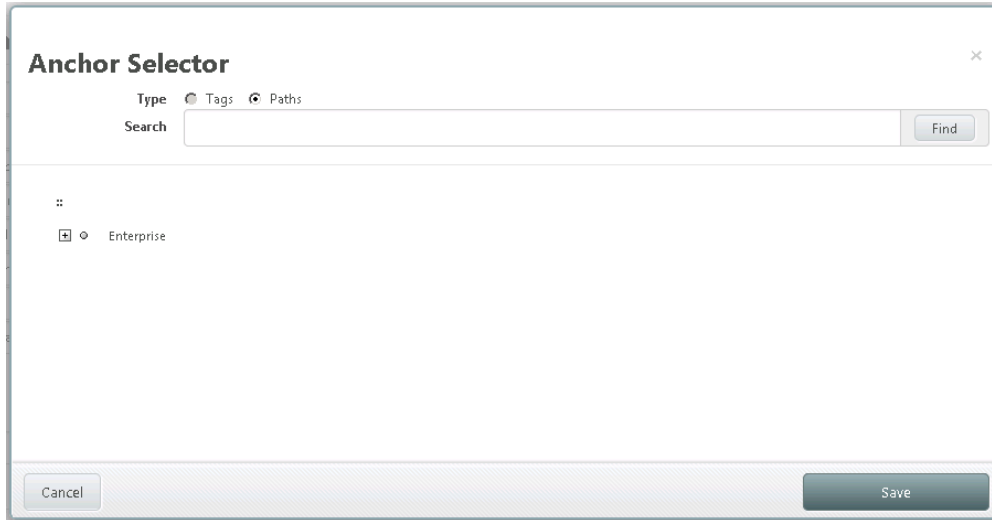 Anchor Selector
×
Type Tags Paths
Search Find
::
Enterprise
Cancel Save